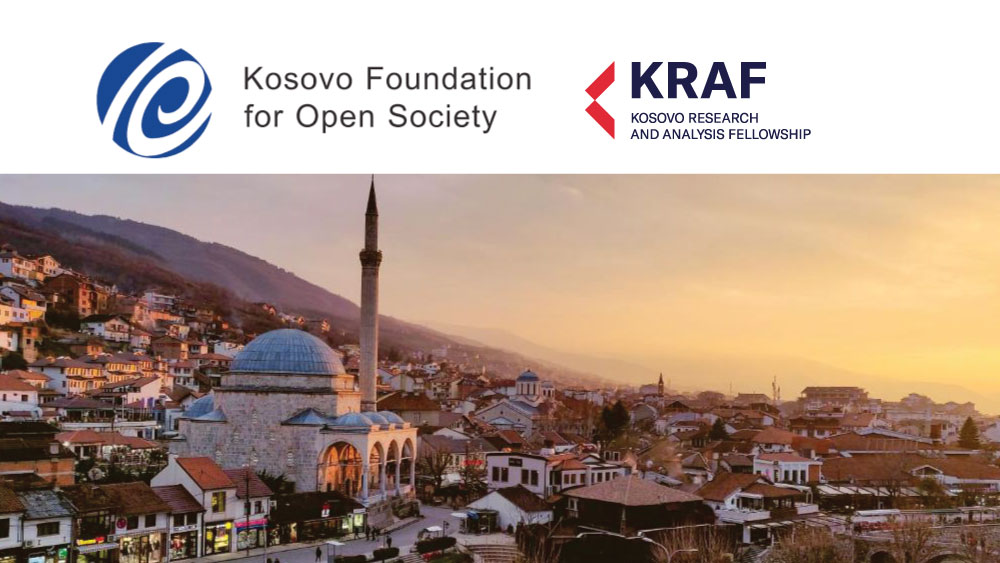 Kosovo Foundation
for Open Society
KRAF
KOSOVO RESEARCH
AND ANALYSIS FELLOWSHIP